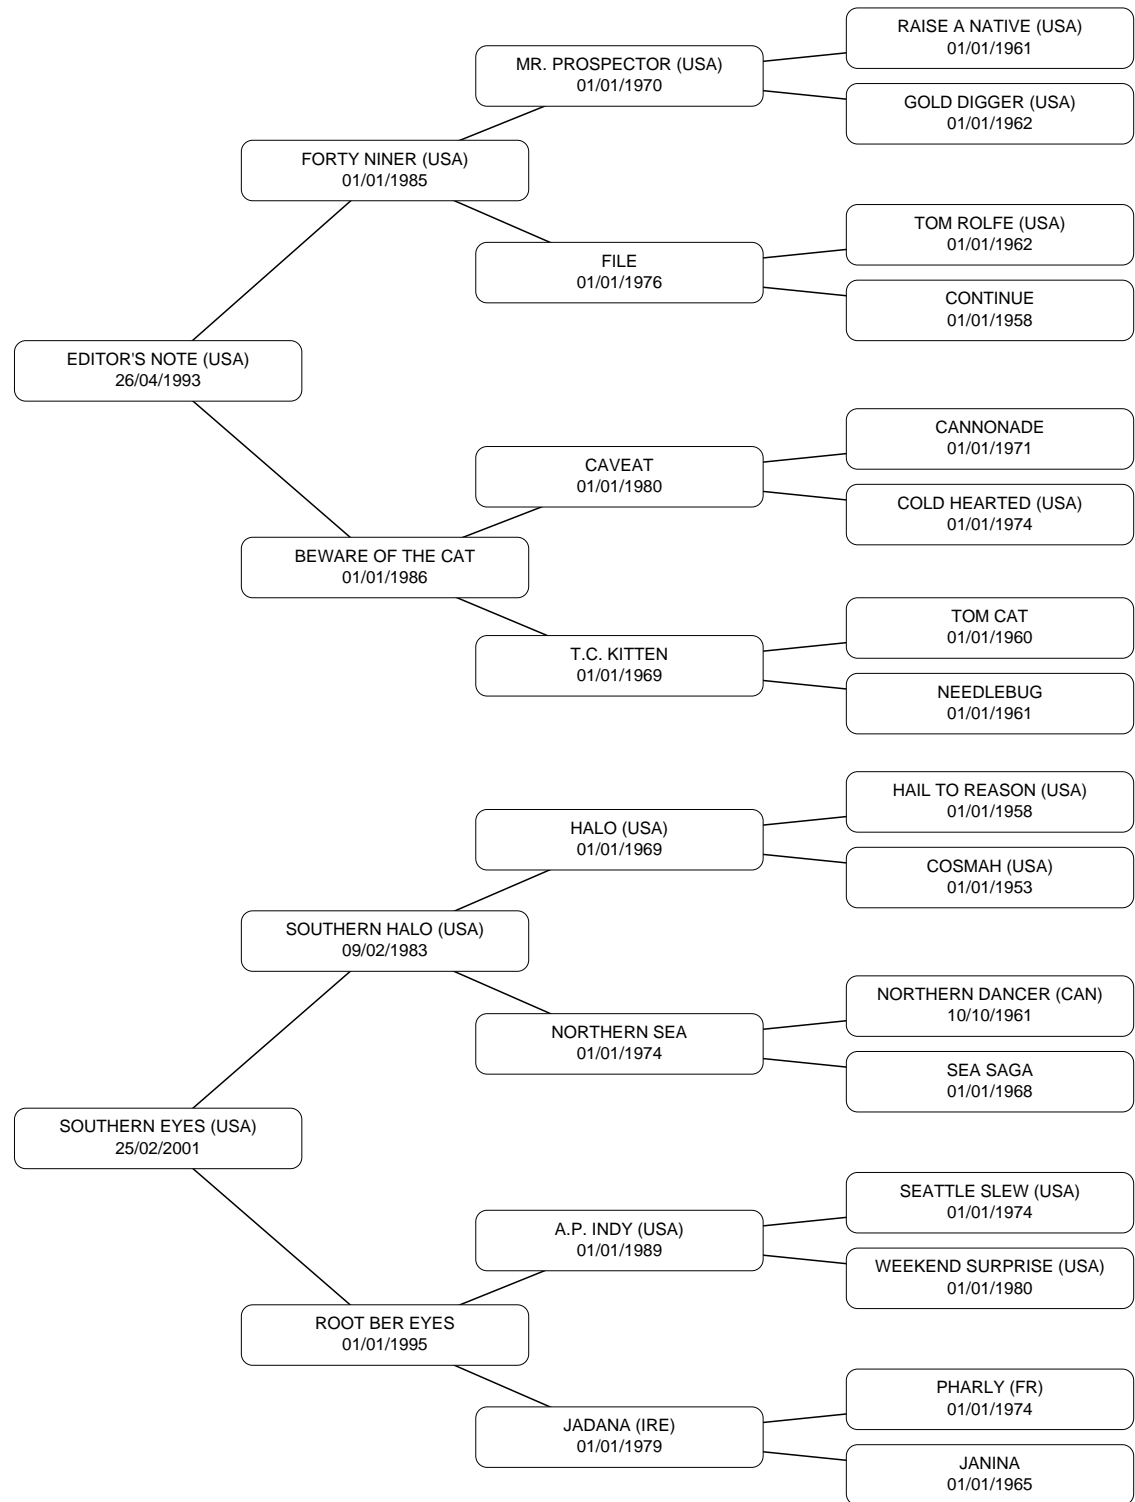 RAISE A NATIVE (USA)
01/01/1961
MR. PROSPECTOR (USA)
01/01/1970
GOLD DIGGER (USA)
01/01/1962
FORTY NINER (USA)
01/01/1985
TOM ROLFE (USA)
01/01/1962
FILE
01/01/1976
CONTINUE
01/01/1958
EDITOR'S NOTE (USA)
26/04/1993
CANNONADE
01/01/1971
CAVEAT
01/01/1980
COLD HEARTED (USA)
01/01/1974
BEWARE OF THE CAT
01/01/1986
TOM CAT
01/01/1960
T.C. KITTEN
01/01/1969
NEEDLEBUG
01/01/1961
HAIL TO REASON (USA)
01/01/1958
HALO (USA)
01/01/1969
COSMAH (USA)
01/01/1953
SOUTHERN HALO (USA)
09/02/1983
NORTHERN DANCER (CAN)
10/10/1961
NORTHERN SEA
01/01/1974
SEA SAGA
01/01/1968
SOUTHERN EYES (USA)
25/02/2001
SEATTLE SLEW (USA)
01/01/1974
A.P. INDY (USA)
01/01/1989
WEEKEND SURPRISE (USA)
01/01/1980
ROOT BER EYES
01/01/1995
PHARLY (FR)
01/01/1974
JADANA (IRE)
01/01/1979
JANINA
01/01/1965